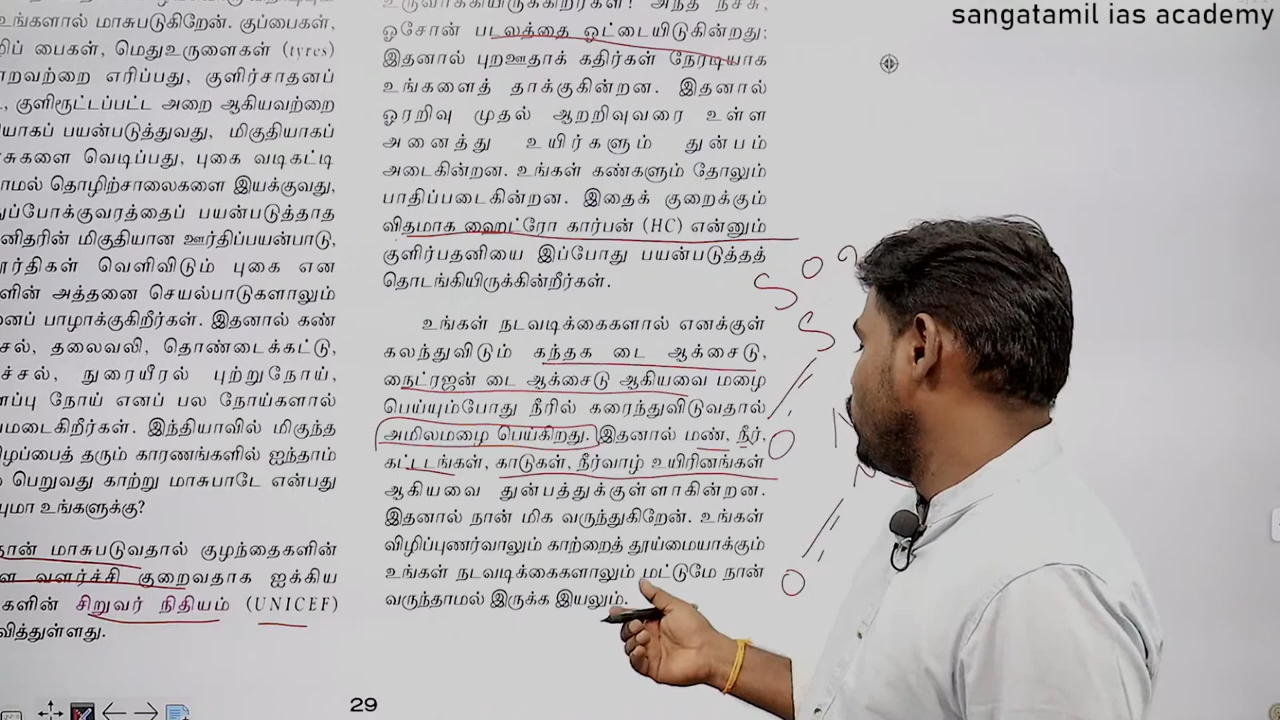 sangatamil ias academy
உங்களால் மாசுபடுகிறேன். குப்பைகள்,
பைகள், மெதுஉருளைகள் (tyres)
எரிப்பது, குளிர்சாதனப்
குளிரூட்டப்பட்ட அறை ஆகியவற்றை
பயன்படுத்துவது, மிகுதியாகப்
வெடிப்பது, புகை வடிகட்டி
தொழிற்சாலைகளை இயக்குவது,
பயன்படுத்தாத
மிகுதியான ஊர்திப்பயன்பாடு,
வெளிவிடும் புகை என
அத்தனை செயல்பாடுகளாலும்
பாழாக்குகிறீர்கள். இதனால் கண்
தலைவலி, தொண்டைக்கட்டு,
நுரையீரல் புற்றுநோய்,
நோய் எனப் பல நோய்களால்
இந்தியாவில் மிகுந்த
தரும் காரணங்களில் ஐந்தாம்
பெறுவது காற்று மாசுபாடே என்பது
உங்களுக்கு?
மாசுபடுவதால் குழந்தைகளின்
வளர்ச்சி குறைவதாக ஐக்கிய
சிறுவர் நிதியம் (UNICEF)
உருவாக்கியிருக்கிறீர்கள்! அந்த நச்சு,
ஓசோன் படலத்தை ஓட்டையிடுகின்றது;
இதனால் புறஊதாக் கதிர்கள் நேரடியாக
உங்களைத் தாக்குகின்றன. இதனால்
ஓரறிவு முதல் ஆறறிவுவரை உள்ள
அனைத்து உயிர்களும் துன்பம்
அடைகின்றன. உங்கள் கண்களும் தோலும்
பாதிப்படைகின்றன. இதைக் குறைக்கும்
விதமாக ஹைட்ரோ கார்பன் (HC) என்னும்
குளிர்பதனியை இப்போது பயன்படுத்தத்
தொடங்கியிருக்கின்றீர்கள்.
உங்கள் நடவடிக்கைகளால் எனக்குள்
கலந்துவிடும் கந்தக டை ஆக்சைடு,
நைட்ரஜன் டை ஆக்சைடு ஆகியவை மழை
பெய்யும்போது நீரில் கரைந்துவிடுவதால்
அமிலமழை பெய்கிறது. இதனால் மண், நீர்,
கட்டடங்கள், காடுகள், நீர்வாழ் உயிரினங்கள்
ஆகியவை துன்பத்துக்குள்ளாகின்றன.
இதனால் நான் மிக வருந்துகிறேன். உங்கள்
விழிப்புணர்வாலும் காற்றைத் தூய்மையாக்கும்
உங்கள் நடவடிக்கைகளாலும் மட்டுமே நான்
வருந்தாமல் இருக்க இயலும்.
S O
S
O
N
O
29